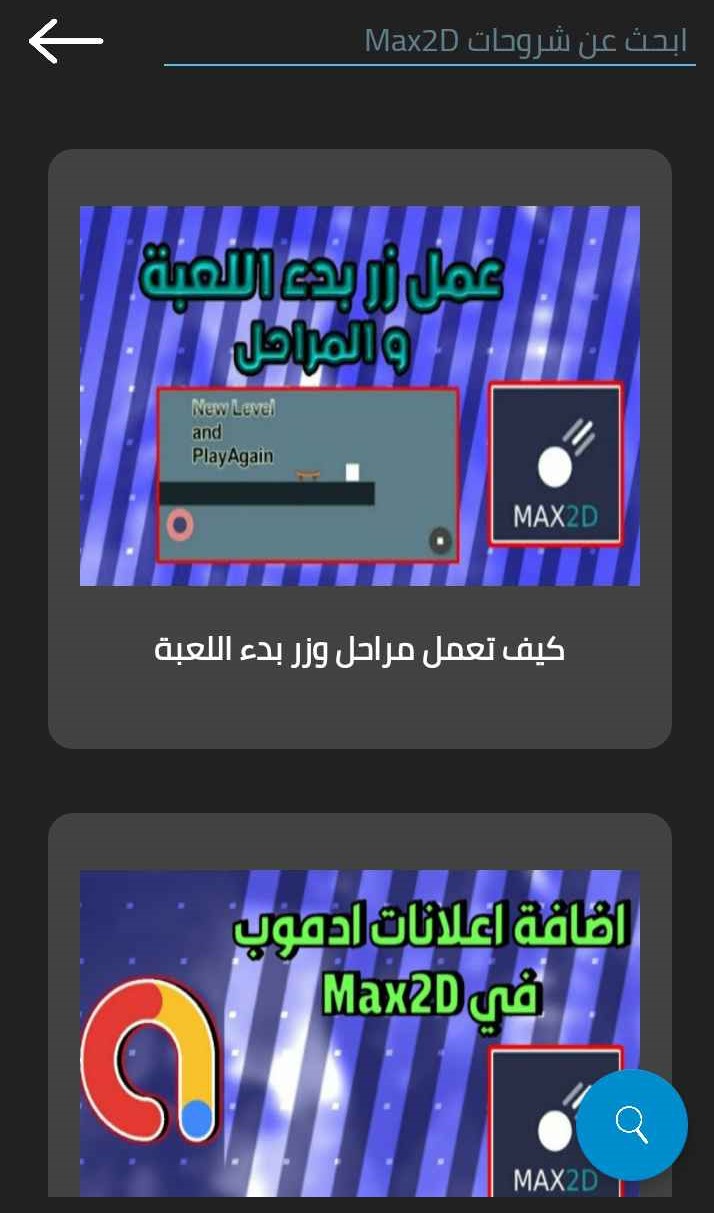 ابحث عن شروحات Max2D
عمل زر بدء اللعبة
و المراحل
New Level
and
PlayAgain
MAX2D
كيف تعمل مراحل وزر بدء اللعبة
اضافة اعلانات ادموب
في Max2D
MAX2D